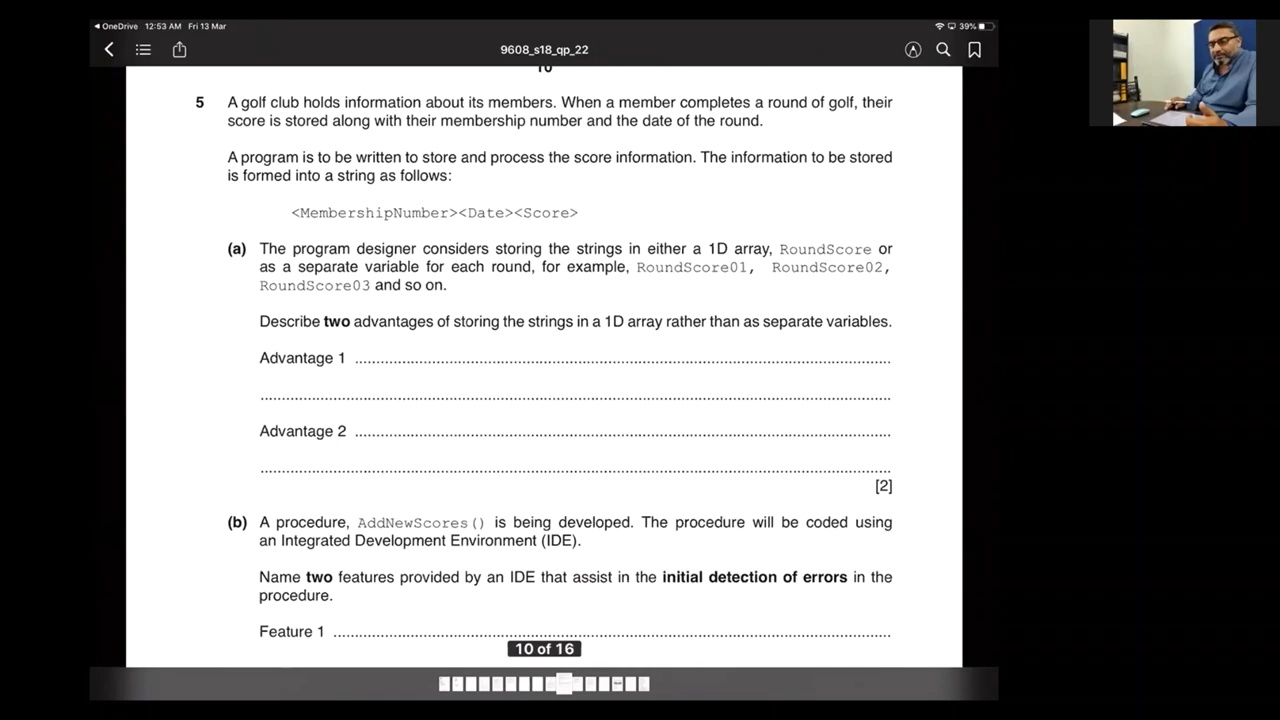 OneDrive 12:53 AM Fri 13 Mar
39%
9608_s18_qp_22
10
5 A golf club holds information about its members. When a member completes a round of golf, their
score is stored along with their membership number and the date of the round.
A program is to be written to store and process the score information. The information to be stored
is formed into a string as follows:
<MembershipNumber><Date><Score>
(a) The program designer considers storing the strings in either a 1D array, RoundScore or
as a separate variable for each round, for example, RoundScore01, RoundScore02,
RoundScore03 and so on.
Describe two advantages of storing the strings in a 1D array rather than as separate variables.
Advantage 1 ................................................................
................................................................
Advantage 2 ................................................................
................................................................
[2]
(b) A procedure, AddNewScores() is being developed. The procedure will be coded using
an Integrated Development Environment (IDE).
Name two features provided by an IDE that assist in the initial detection of errors in the
procedure.
Feature 1 ................................................................
10 of 16